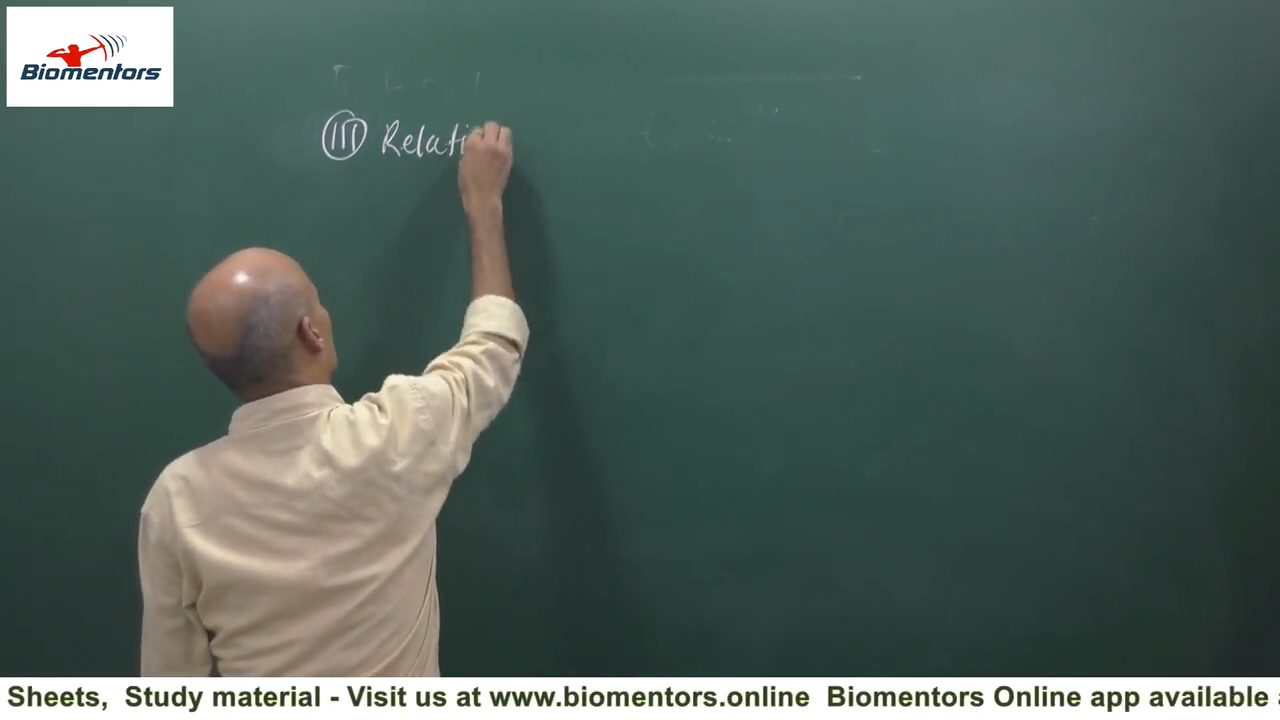 Biomentors
III Relati
Sheets, Study material - Visit us at www.biomentors.online Biomentors Online app available